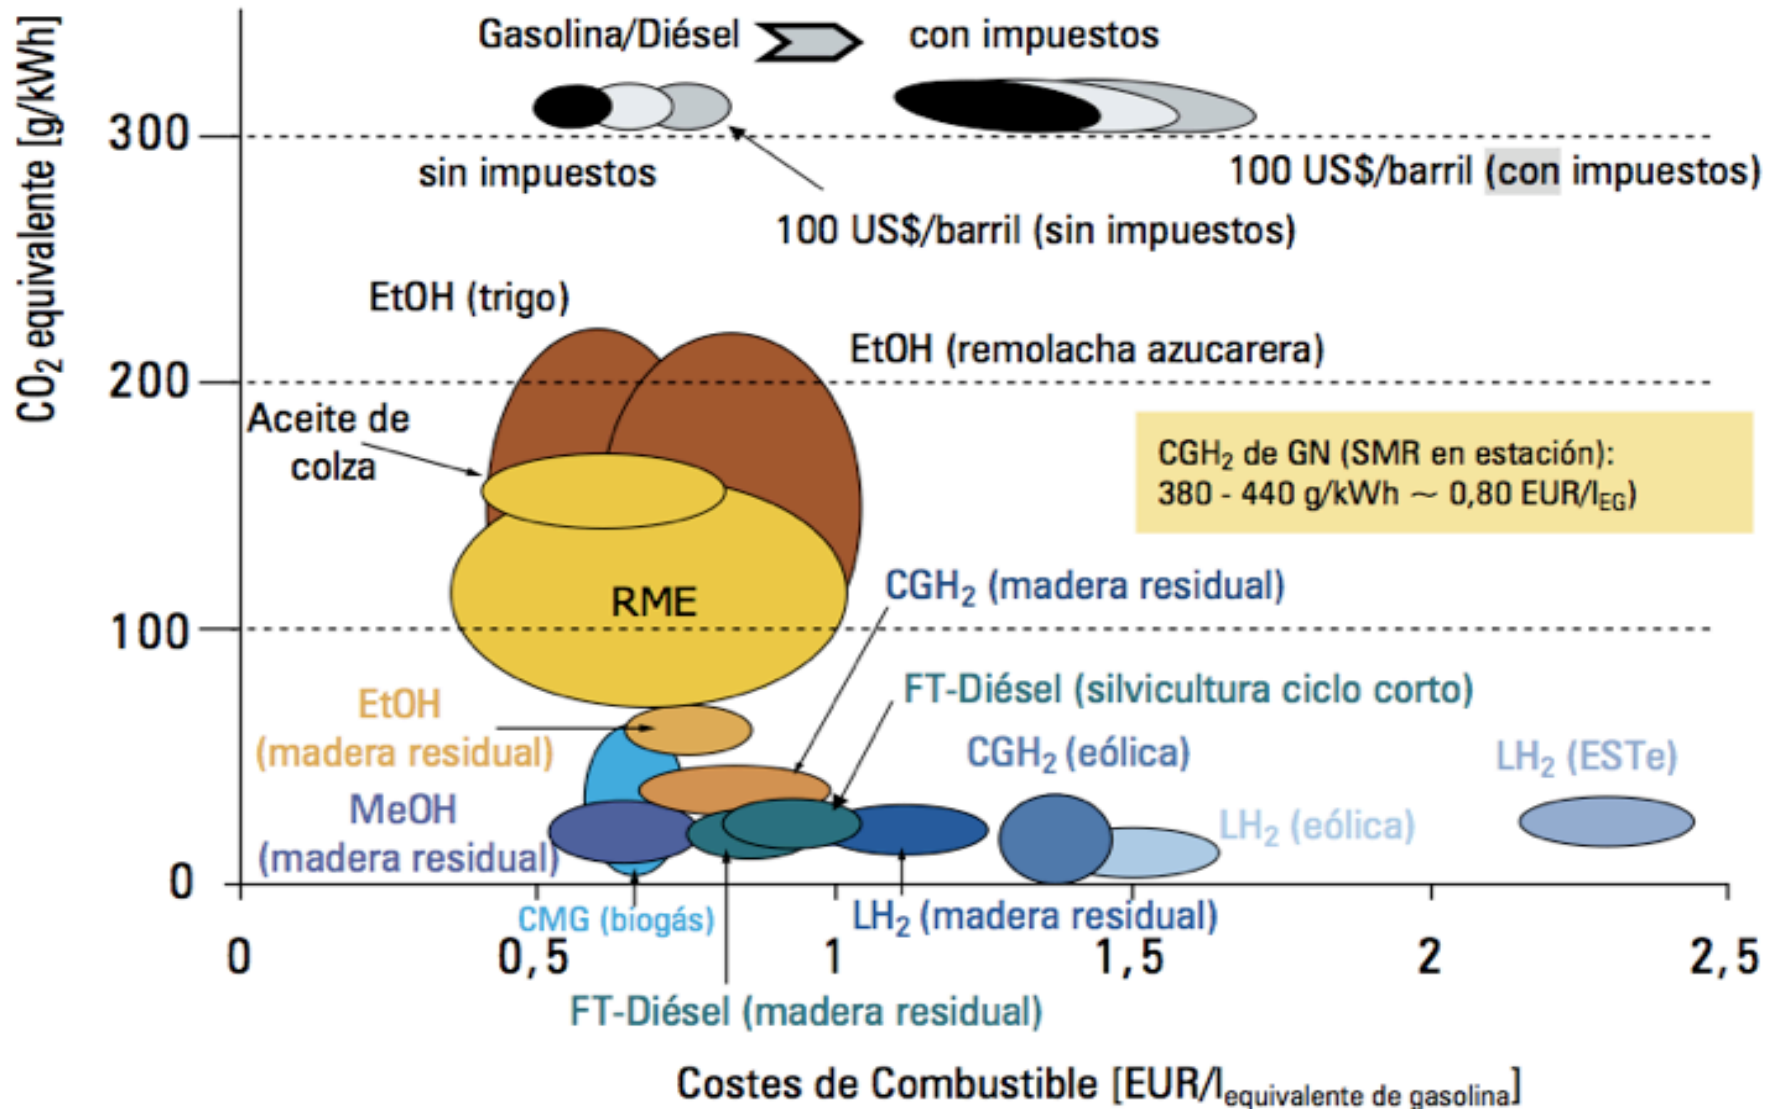 CO₂ equivalente [g/kWh]
Gasolina/Diésel
con impuestos
300
sin impuestos
100 US$/barril (con impuestos)
100 US$/barril (sin impuestos)
EtOH (trigo)
EtOH (remolacha azucarera)
200
Aceite de
colza
CGH₂ de GN (SMR en estación):
380 - 440 g/kWh ~ 0,80 EUR/lEG)
RME
CGH₂ (madera residual)
100
FT-Diésel (silvicultura ciclo corto)
EtOH
(madera residual)
CGH₂ (eólica)
LH₂ (ESTe)
MeOH
(madera residual)
LH₂ (eólica)
0
CMG (biogás)
LH₂ (madera residual)
0
0,5
1
1,5
2
2,5
FT-Diésel (madera residual)
Costes de Combustible [EUR/lequivalente de gasolina]